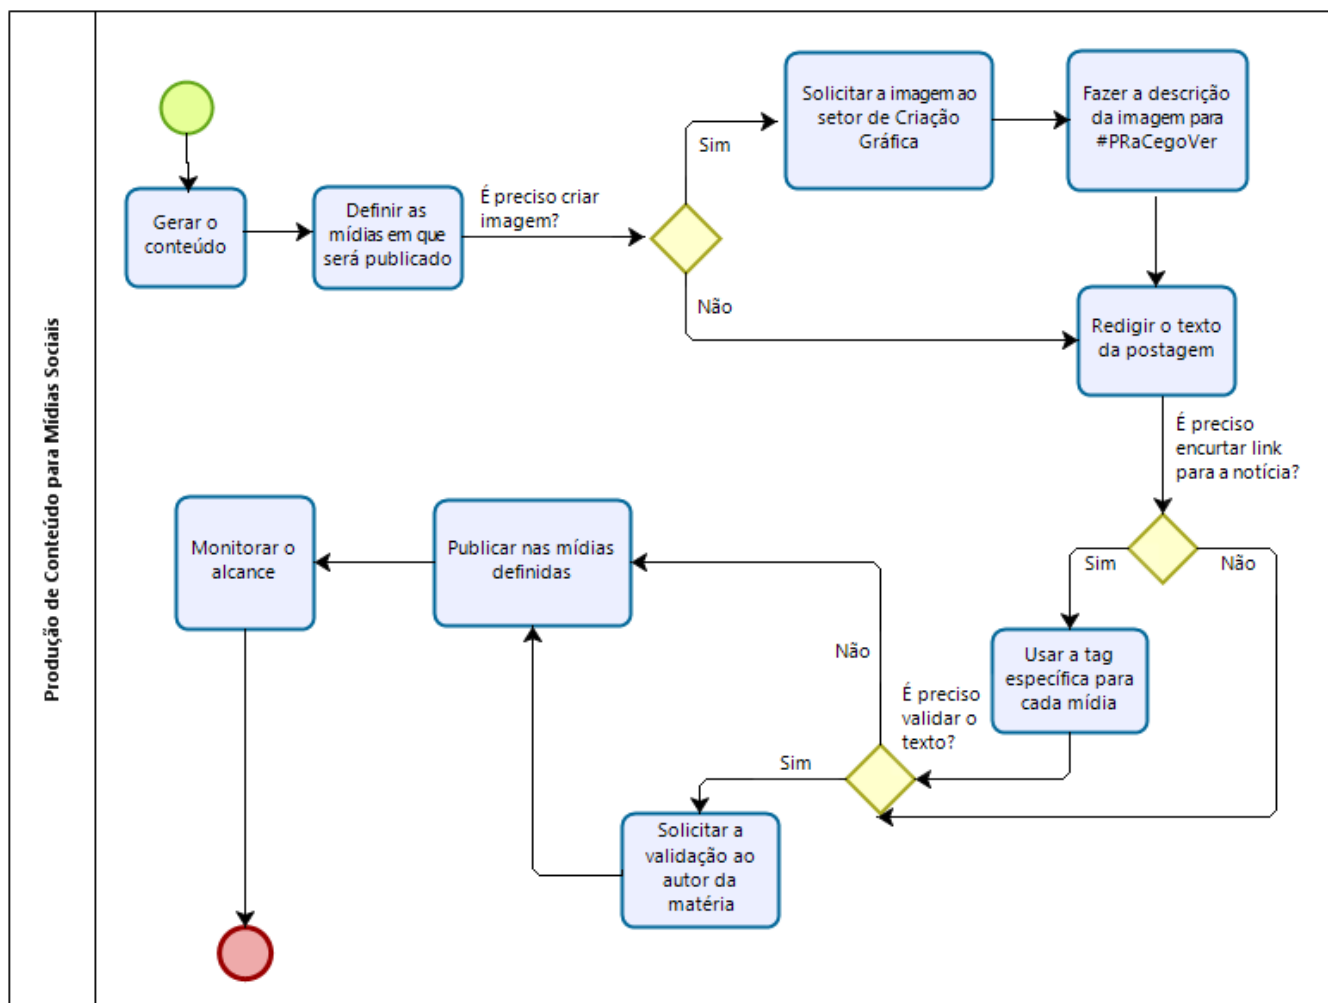 Produção de Conteúdo para Mídias Sociais
Gerar o
conteúdo
Definir as
mídias em que
será publicado
É preciso criar
imagem?
Sim
Não
Solicitar a imagem ao
setor de Criação
Gráfica
Fazer a descrição
da imagem para
#PRaCegoVer
Redigir o texto
da postagem
É preciso
encurtar link
para a notícia?
Sim
Não
Usar a tag
específica para
cada mídia
É preciso
validar o
texto?
Não
Sim
Solicitar a
validação ao
autor da
matéria
Publicar nas mídias
definidas
Monitorar o
alcance